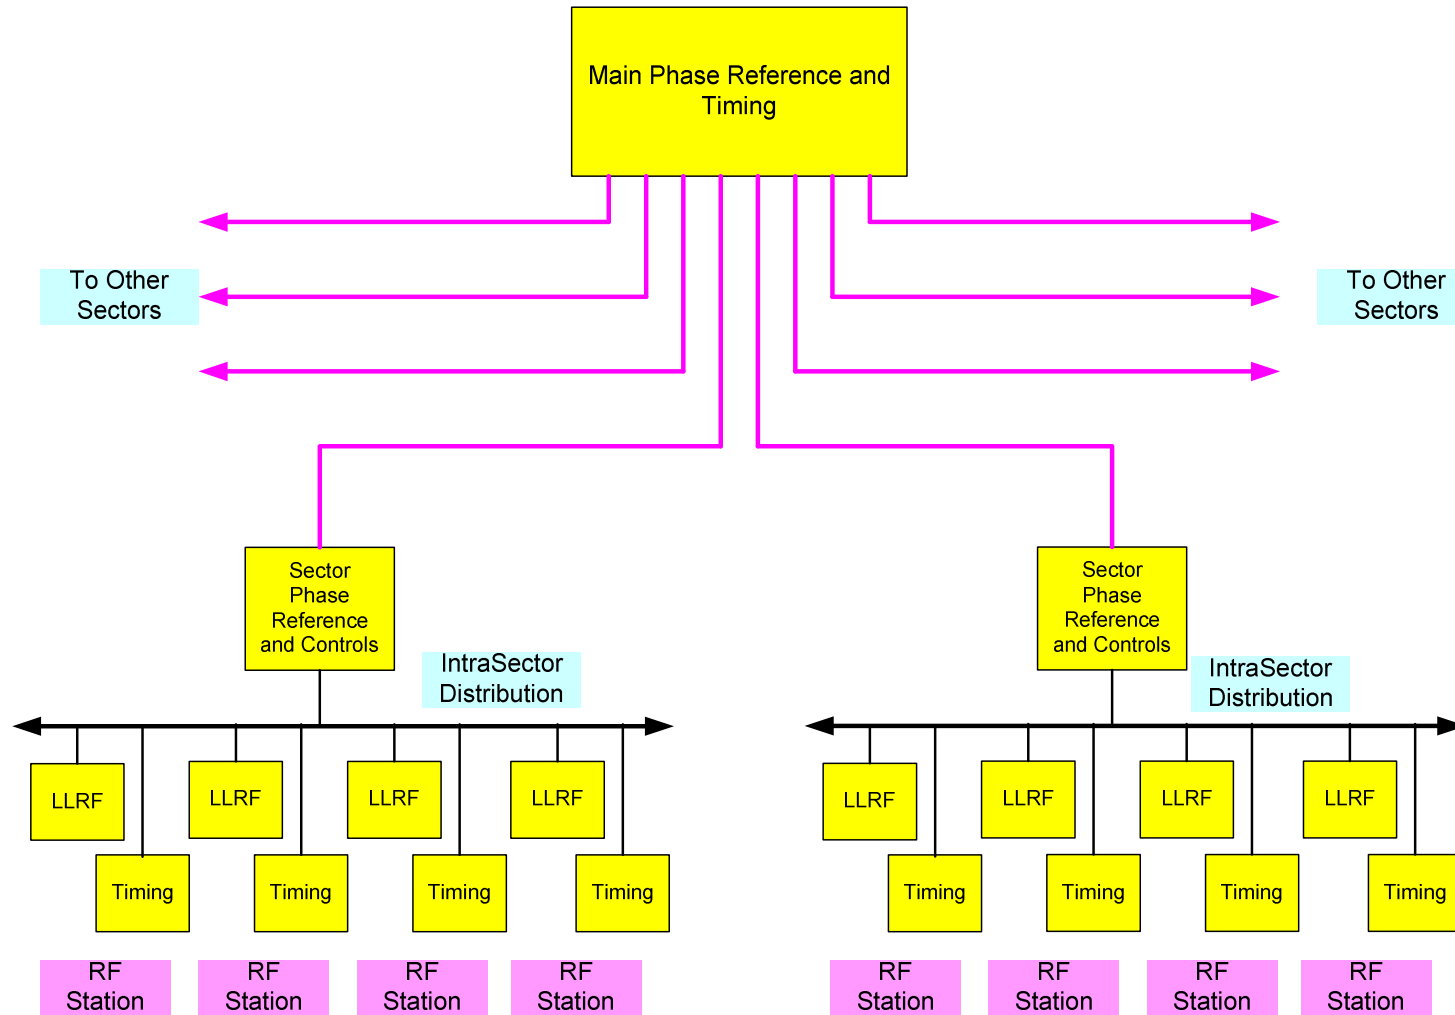 Main Phase Reference and
Timing
To Other
Sectors
To Other
Sectors
Sector
Phase
Reference
and Controls
Sector
Phase
Reference
and Controls
IntraSector
Distribution
IntraSector
Distribution
LLRF
LLRF
LLRF
LLRF
LLRF
LLRF
LLRF
LLRF
Timing
Timing
Timing
Timing
Timing
Timing
Timing
Timing
RF
Station
RF
Station
RF
Station
RF
Station
RF
Station
RF
Station
RF
Station
RF
Station